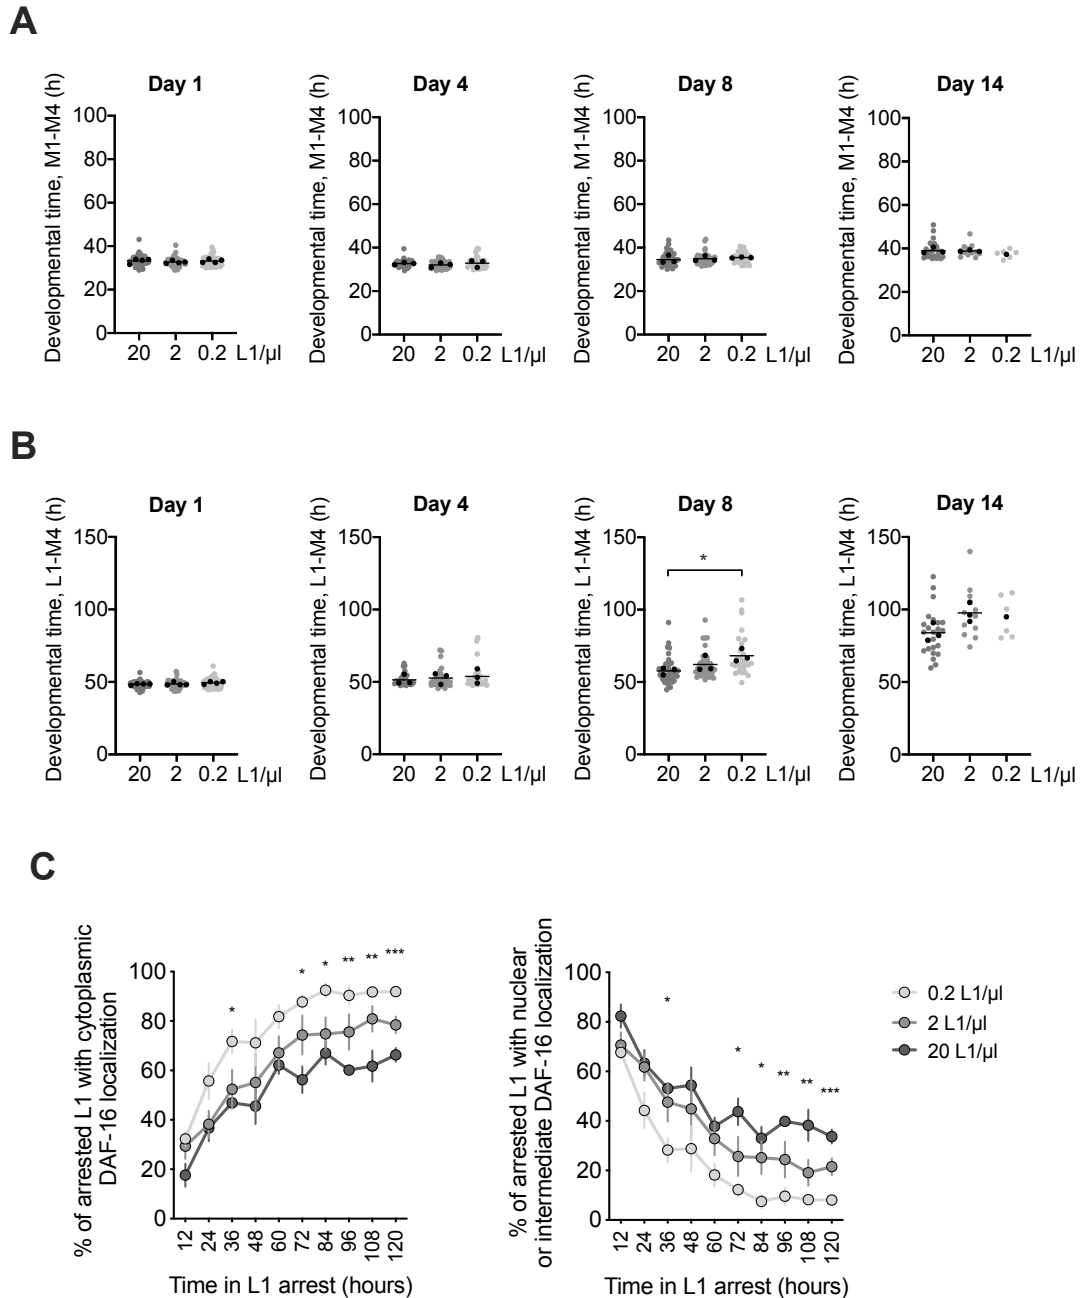 A
Day 1
Day 4
Day 8
Day 14
Developmental time, M1-M4 (h)
100
80
60
40
20
0
20 2 0.2 L1/µl
Developmental time, M1-M4 (h)
100
80
60
40
20
0
20 2 0.2 L1/µl
Developmental time, M1-M4 (h)
100
80
60
40
20
0
20 2 0.2 L1/µl
Developmental time, M1-M4 (h)
100
80
60
40
20
0
20 2 0.2 L1/µl
B
Day 1
Day 4
Day 8
Day 14
Developmental time, L1-M4 (h)
150
100
50
0
20 2 0.2 L1/µl
Developmental time, L1-M4 (h)
150
100
50
0
20 2 0.2 L1/µl
Developmental time, L1-M4 (h)
150
100
50
0
*
20 2 0.2 L1/µl
Developmental time, L1-M4 (h)
150
100
50
0
20 2 0.2 L1/µl
C
% of arrested L1 with cytoplasmic
DAF-16 localization
100
80
60
40
20
0
* * * ** ** ***
12 24 36 48 60 72 84 96 108 120
Time in L1 arrest (hours)
% of arrested L1 with nuclear
or intermediate DAF-16 localization
100
80
60
40
20
0
* * * ** ** ***
12 24 36 48 60 72 84 96 108 120
Time in L1 arrest (hours)
0.2 L1/µl
2 L1/µl
20 L1/µl